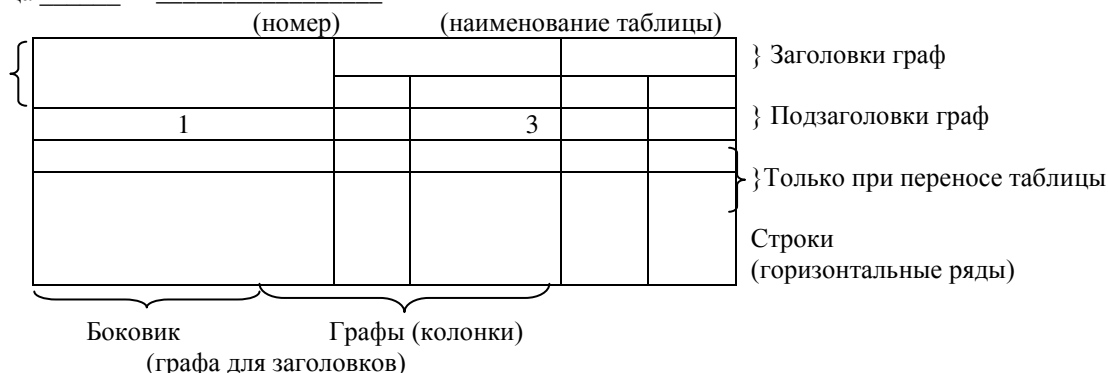 (номер) (наименование таблицы)
} Заголовки граф
1 3
} Подзаголовки граф
}Только при переносе таблицы
Строки
(горизонтальные ряды)
Боковик Графы (колонки)
(графа для заголовков)